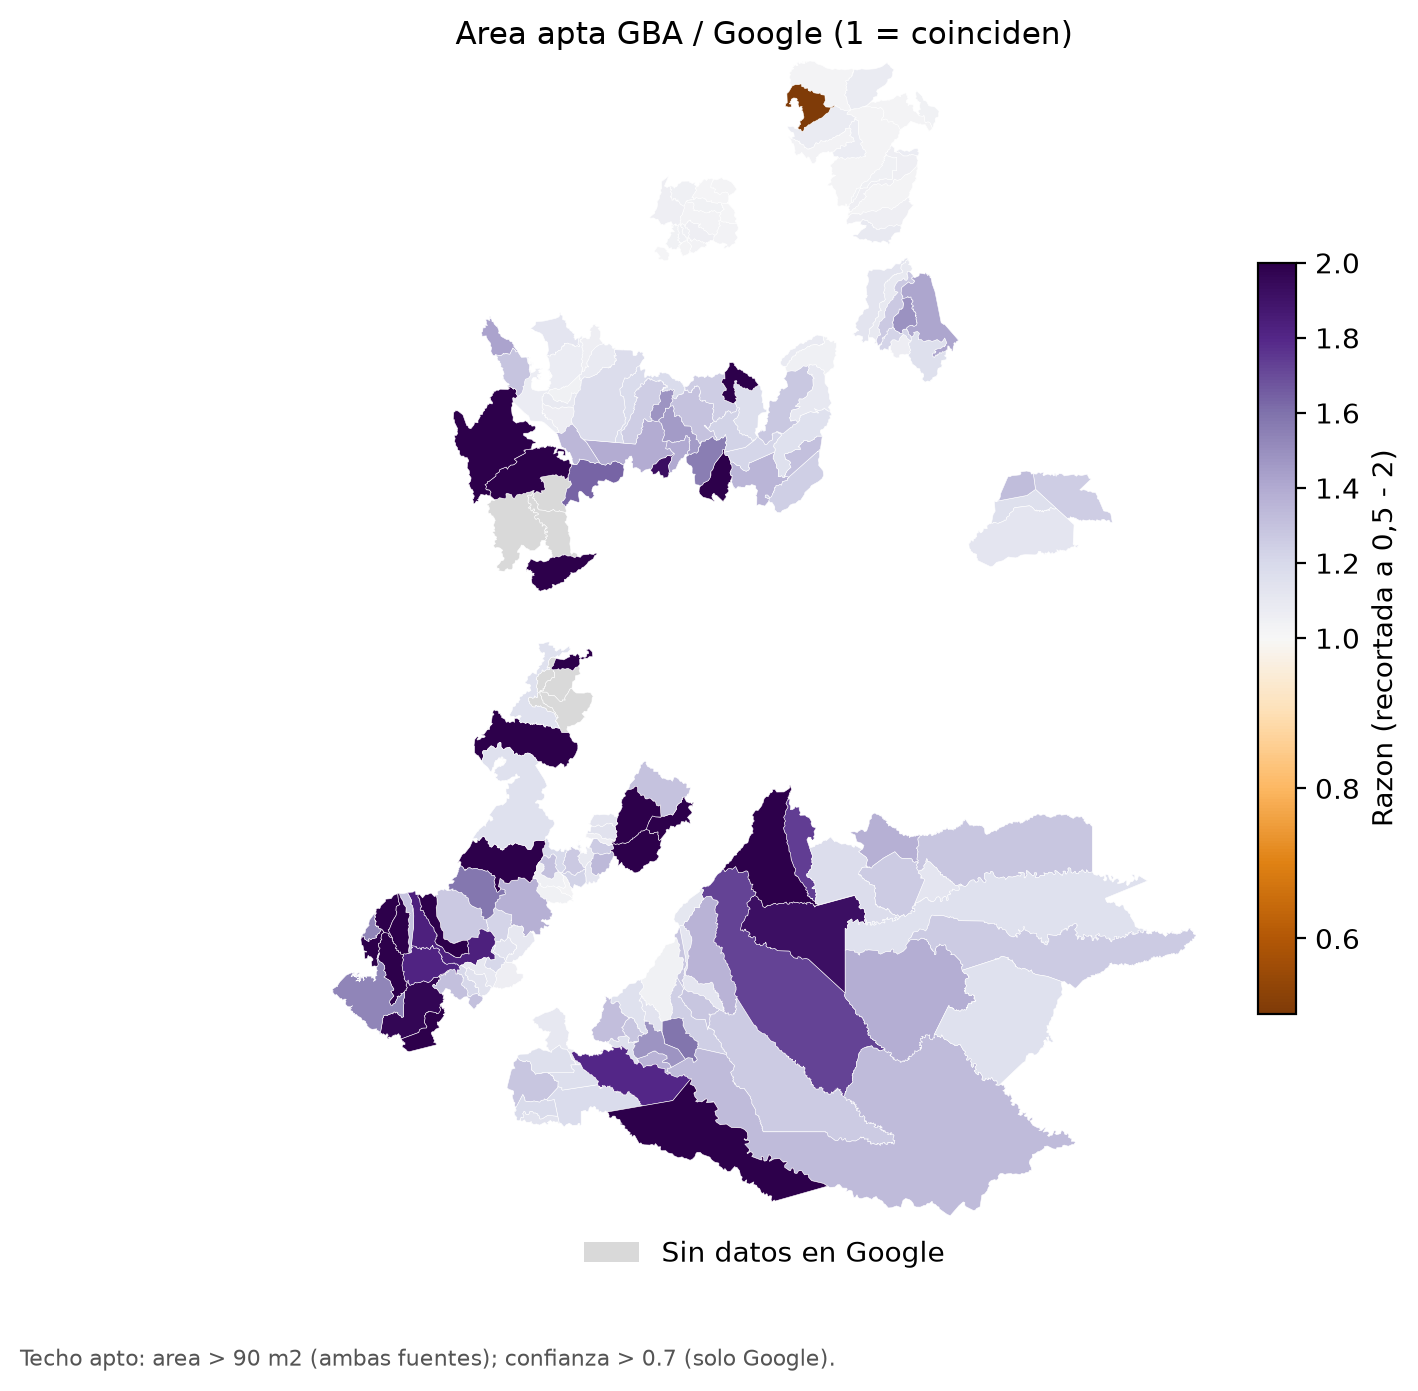 Area apta GBA / Google (1 = coinciden)
2.0
1.8
1.6
1.4
1.2
1.0
0.8
0.6
Razon (recortada a 0,5 - 2)
Sin datos en Google
Techo apto: area > 90 m2 (ambas fuentes); confianza > 0.7 (solo Google).